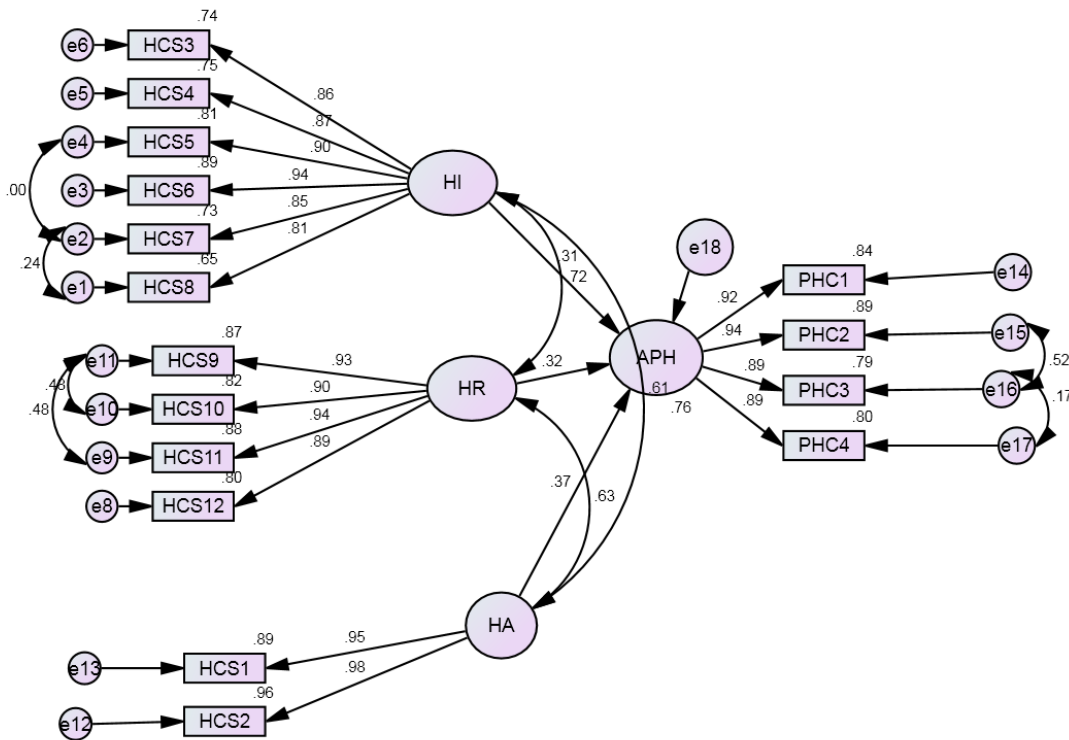 .74
e6 HCS3
.75
e5 HCS4
.86
.81
.87
e4 HCS5
.90
.89
.00
e3 HCS6
.94
HI
.73
.85
e2 HCS7
.81
.24
.65
e1 HCS8
.31
.72
e18
.84
PHC1 e14
.92
.89
PHC2 e15
.94
.87
e11 HCS9
.93
.32
APH
.79
.89
PHC3 e16
.52
.48
.82
e10 HCS10
.90
HR
.61
.76
.89
.80
.17
.48
.88
e9 HCS11
.94
PHC4 e17
.89
.80
e8 HCS12
.37
.63
HA
.89
.95
e13 HCS1
.98
.96
e12 HCS2